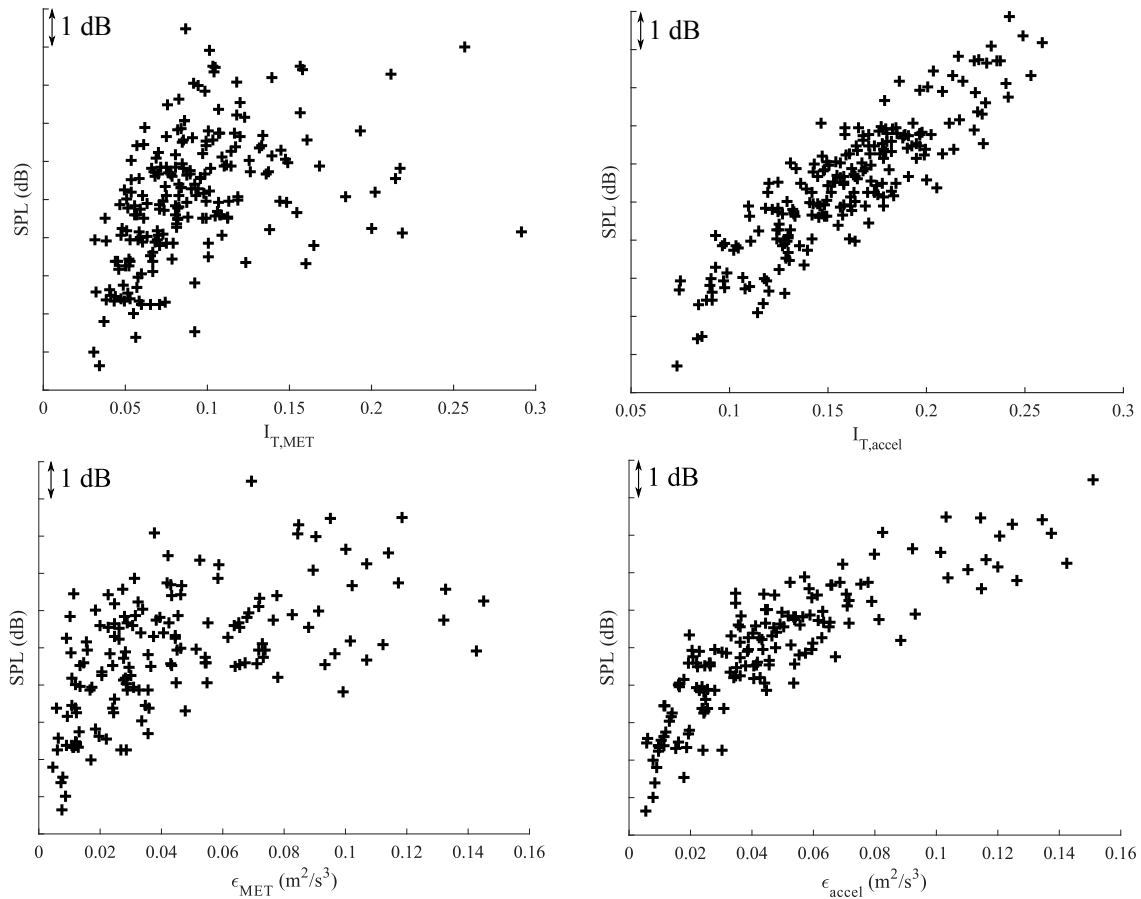 1 dB
SPL (dB)
0 0.05 0.1 0.15 0.2 0.25 0.3
I_T,MET
1 dB
SPL (dB)
0.05 0.1 0.15 0.2 0.25 0.3
I_T,accel
1 dB
SPL (dB)
0 0.02 0.04 0.06 0.08 0.1 0.12 0.14 0.16
ϵ_MET (m²/s³)
1 dB
SPL (dB)
0 0.02 0.04 0.06 0.08 0.1 0.12 0.14 0.16
ϵ_accel (m²/s³)